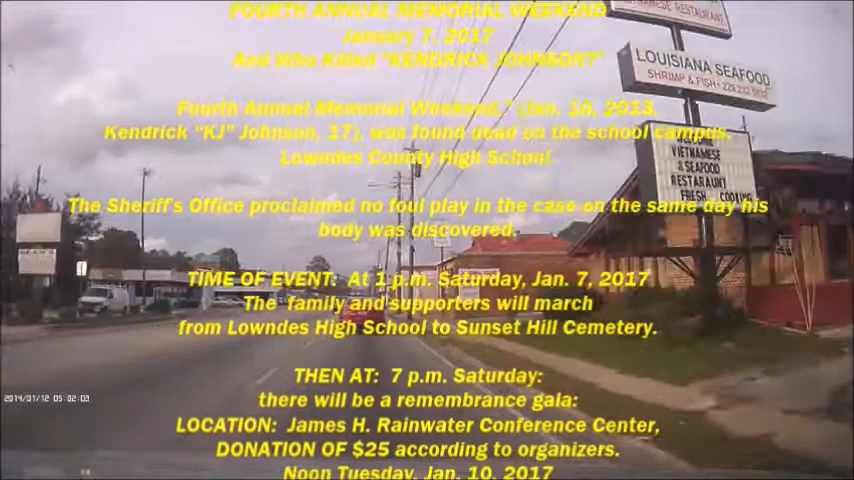 FOURTH ANNUAL MEMORIAL WEEKEND
January 7, 2017
And Who Killed "KENDRICK JOHNSON?"
Fourth Annual Memorial Weekend," (Jan. 10, 2013,
Kendrick "KJ" Johnson, 17), was found dead on the school campus,
Lowndes County High School.
The Sheriff's Office proclaimed no foul play in the case on the same day his
body was discovered.
TIME OF EVENT: At 1 p.m. Saturday, Jan. 7, 2017
The family and supporters will march
from Lowndes High School to Sunset Hill Cemetery.
THEN AT: 7 p.m. Saturday:
there will be a remembrance gala:
LOCATION: James H. Rainwater Conference Center,
DONATION OF $25 according to organizers.
Noon Tuesday, Jan. 10, 2017
VIETNAMESE RESTAURANT
LOUISIANA SEAFOOD
SHRIMP & FISH
WELCOME
VIETNAMESE
& SEAFOOD
RESTARAUNT
FRESH COOKING
2014/01/12 05:02:03